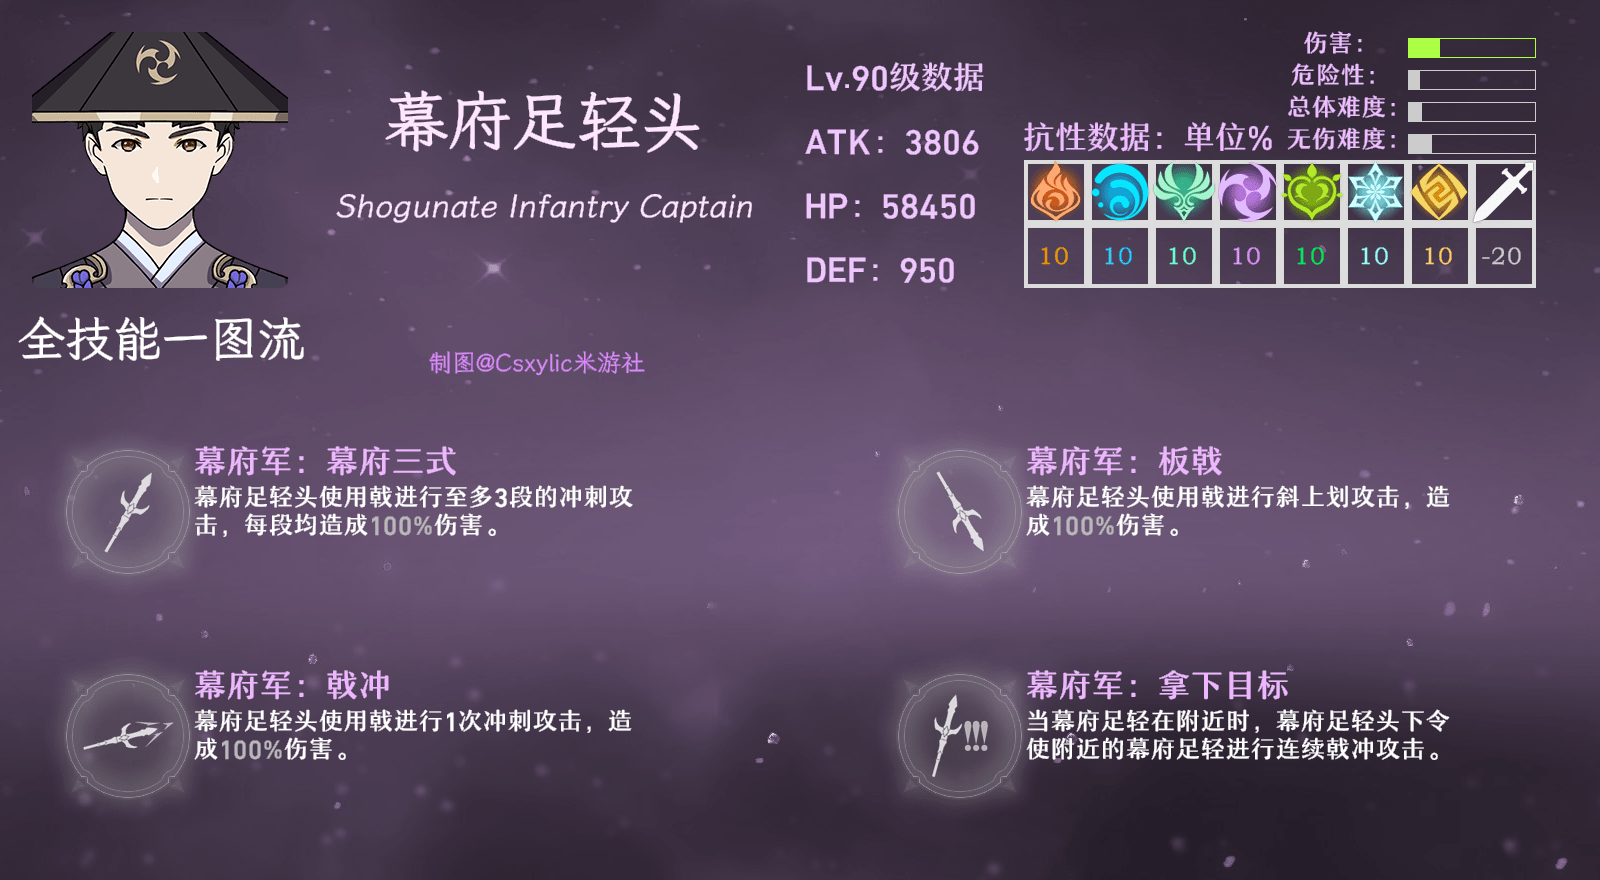 幕府足轻头
Shogunate Infantry Captain
全技能一图流
制图@Csxylic米游社
Lv.90级数据
ATK：3806
HP：58450
DEF：950
伤害：
危险性：
总体难度：
无伤难度：
抗性数据：单位%
10 10 10 10 10 10 10 -20
幕府军：幕府三式
幕府足轻头使用戟进行至多3段的冲刺攻
击，每段均造成100%伤害。
幕府军：板戟
幕府足轻头使用戟进行斜上划攻击，造
成100%伤害。
幕府军：戟冲
幕府足轻头使用戟进行1次冲刺攻击，造
成100%伤害。
幕府军：拿下目标
当幕府足轻在附近时，幕府足轻头下令
使附近的幕府足轻进行连续戟冲攻击。